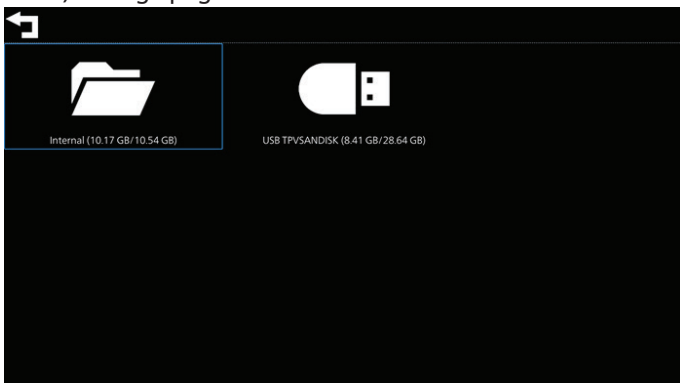 Internal (10.17 GB/10.54 GB)
USB TPVSANDISK (8.41 GB/28.64 GB)